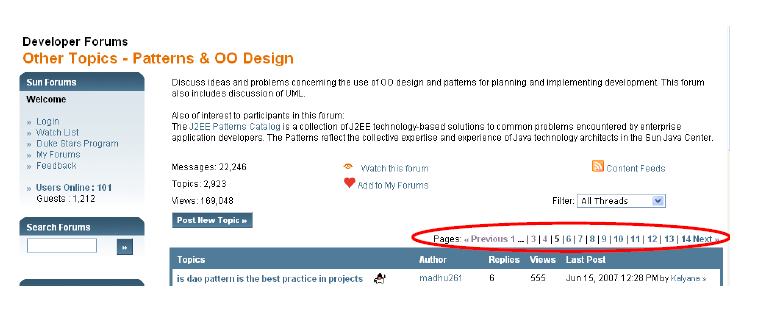 Developer Forums
Other Topics - Patterns & OO Design
Sun Forums
Welcome
» Login
» Watch List
» Duke Stars Program
» My Forums
» Feedback
» Users Online : 101
Guests : 1,212
Search Forums
»
Discuss ideas and problems concerning the use of OO design and patterns for planning and implementing development. This forum
also includes discussion of UML.
Also of interest to participants in this forum:
The J2EE Patterns Catalog is a collection of J2EE technology-based solutions to common problems encountered by enterprise
application developers. The Patterns reflect the collective expertise and experience of Java technology architects in the Sun Java Center.
Messages: 22,246
Watch this forum
Content Feeds
Topics: 2,923
Add to My Forums
Views: 169,048
Filter: All Threads
Post New Topic »
Pages: « Previous 1 ... | 3 | 4 | 5 | 6 | 7 | 8 | 9 | 10 | 11 | 12 | 13 | 14 Next »
Topics Author Replies Views Last Post
is dao pattern is the best practice in projects madhu261 6 555 Jun 15, 2007 12:28 PM by Kalyana »